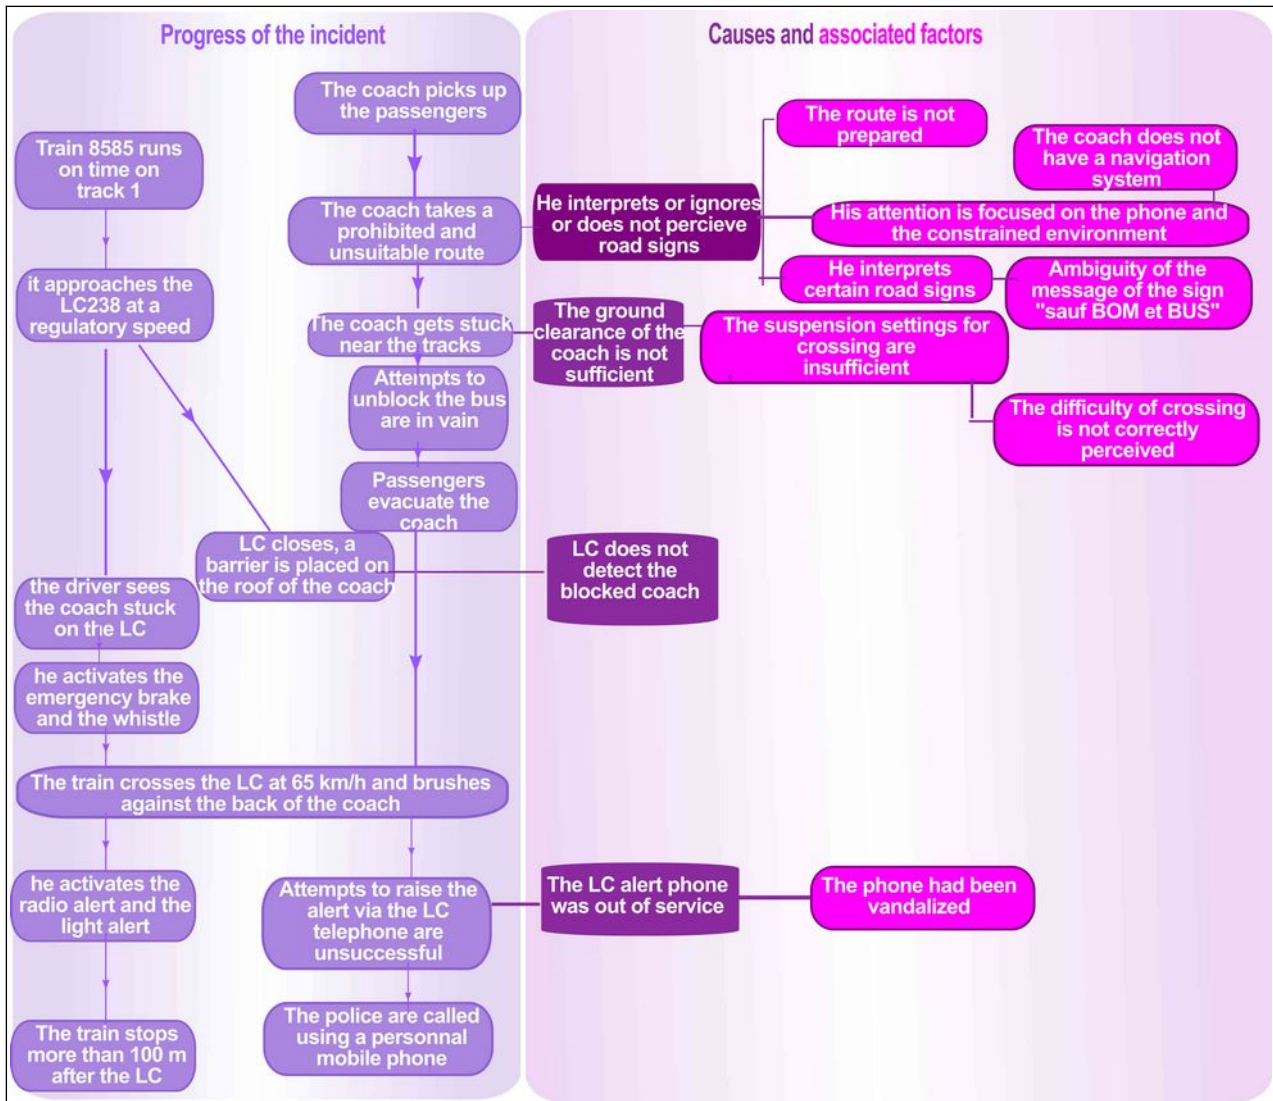 Progress of the incident
Causes and associated factors
The coach picks up
the passengers
Train 8585 runs
on time on
track 1
The coach takes a
prohibited and
unsuitable route
it approaches the
LC238 at a
regulatory speed
The coach gets stuck
near the tracks
Attempts to
unblock the bus
are in vain
Passengers
evacuate the
coach
LC closes, a
barrier is placed on
the roof of the coach
the driver sees
the coach stuck
on the LC
he activates the
emergency brake
and the whistle
The train crosses the LC at 65 km/h and brushes
against the back of the coach
he activates the
radio alert and the
light alert
Attempts to raise the
alert via the LC
telephone are
unsuccessful
The train stops
more than 100 m
after the LC
The police are called
using a personnal
mobile phone
He interprets or ignores
or does not percieve
road signs
The route is not
prepared
The coach does not
have a navigation
system
His attention is focused on the phone and
the constrained environment
He interprets
certain road signs
Ambiguity of the
message of the sign
"sauf BOM et BUS"
The ground
clearance of the
coach is not
sufficient
The suspension settings for
crossing are
insufficient
The difficulty of crossing
is not correctly
perceived
LC does not
detect the
blocked coach
The LC alert phone
was out of service
The phone had been
vandalized